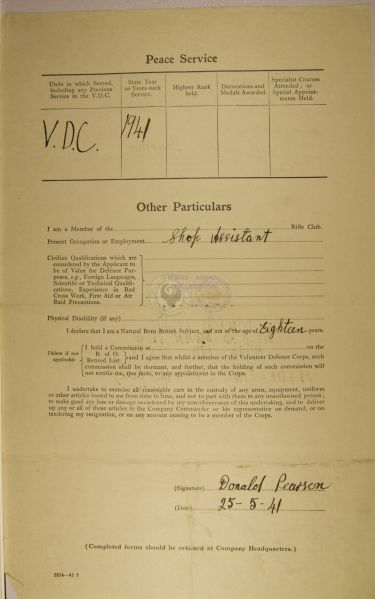 Peace Service
Units in which Served, including any Previous Service in the V.D.C.
State Year or Years such Service.
Highest Rank held.
Decorations and Medals Awarded.
Specialist Courses Attended; or Special Appointments Held.
V.D.C. 1941
Other Particulars
I am a Member of the Rifle Club.
Present Occupation or Employment Shop Assistant
Civilian Qualifications which are
considered by the Applicant to
be of Value for Defence Pur-
poses, e.g., Foreign Languages,
Scientific or Technical Qualifi-
cations, Experience in Red
Cross Work, First Aid or Air
Raid Precautions.
Physical Disability (if any)
I declare that I am a Natural Born British Subject, and am of the age of Eighteen years.
I hold a Commission as on the
Delete if not applicable
R. of O.
Retired List
and I agree that whilst a member of the Volunteer Defence Corps, such
commission shall be dormant, and further, that the holding of such commission will
not entitle me, ipso facto, to any appointment in the Corps.
I undertake to exercise all reasonable care in the custody of any arms, equipment, uniform
or other articles issued to me from time to time, and not to part with them to any unauthorised person;
to make good any loss or damage occasioned by my non-observance of this undertaking, and to deliver
up any or all of these articles to the Company Commander or his representative on demand, or on
tendering my resignation, or on any account ceasing to be a member of the Corps.
(Signature) Donald Pearson
(Date) 25-5-41
(Completed forms should be retained at Company Headquarters.)